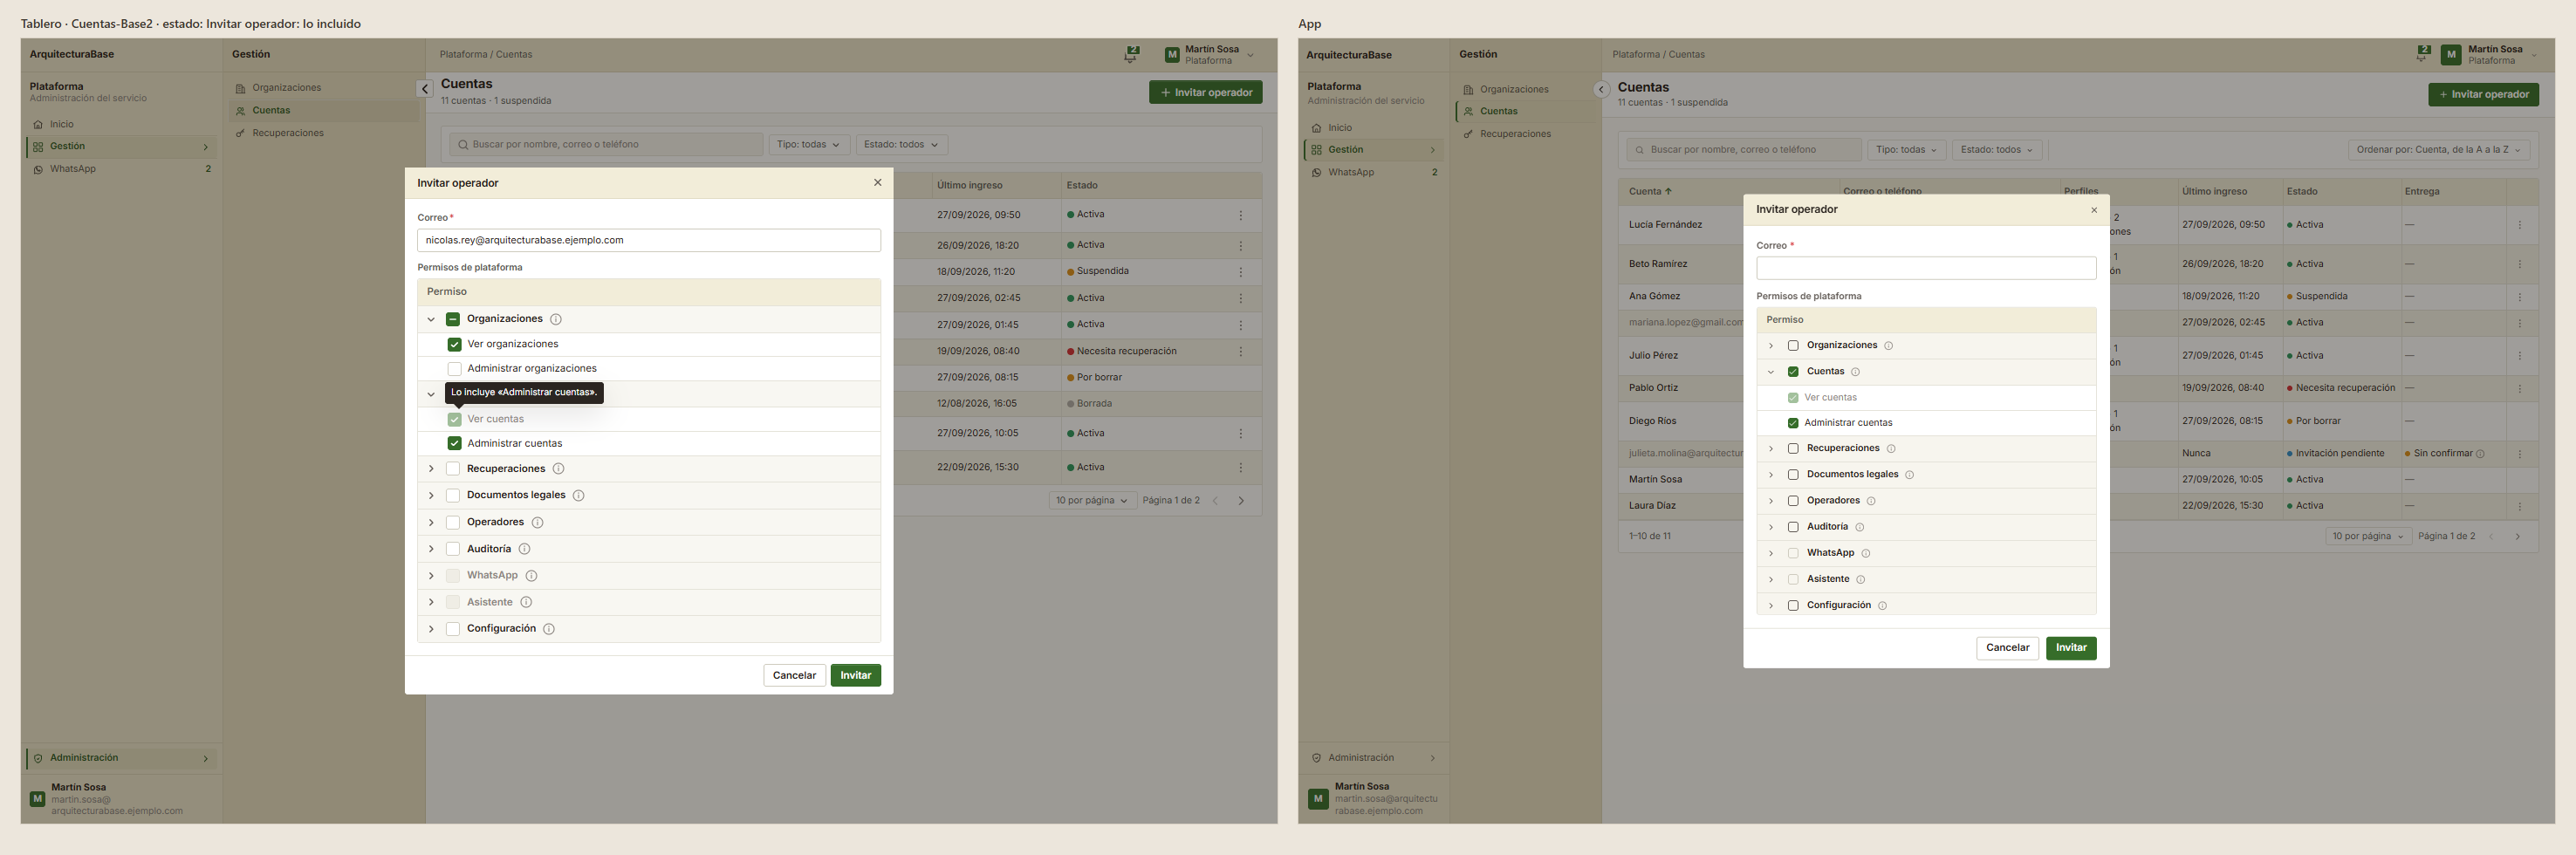 Tablero · Cuentas-Base2 · estado: Invitar operador: lo incluido
ArquitecturaBase
Gestión
Plataforma / Cuentas
2
M
Martín Sosa
Plataforma
Plataforma
Administración del servicio
Inicio
Gestión
WhatsApp 2
Organizaciones
Cuentas
Recuperaciones
Cuentas
11 cuentas · 1 suspendida
+ Invitar operador
Buscar por nombre, correo o teléfono
Tipo: todas
Estado: todos
Último ingreso Estado
27/09/2026, 09:50 Activa
26/09/2026, 18:20 Activa
18/09/2026, 11:20 Suspendida
27/09/2026, 02:45 Activa
27/09/2026, 01:45 Activa
19/09/2026, 08:40 Necesita recuperación
27/09/2026, 08:15 Por borrar
12/08/2026, 16:05 Borrada
27/09/2026, 10:05 Activa
22/09/2026, 15:30 Activa
10 por página Página 1 de 2
Invitar operador
Correo *
nicolas.rey@arquitecturabase.ejemplo.com
Permisos de plataforma
Permiso
Organizaciones
Ver organizaciones
Administrar organizaciones
Lo incluye «Administrar cuentas».
Ver cuentas
Administrar cuentas
Recuperaciones
Documentos legales
Operadores
Auditoría
WhatsApp
Asistente
Configuración
Cancelar Invitar
Administración
M
Martín Sosa
martin.sosa@
arquitecturabase.ejemplo.com
App
ArquitecturaBase
Gestión
Plataforma / Cuentas
2
M
Martín Sosa
Plataforma
Plataforma
Administración del servicio
Inicio
Gestión
WhatsApp 2
Organizaciones
Cuentas
Recuperaciones
Cuentas
11 cuentas · 1 suspendida
+ Invitar operador
Buscar por nombre, correo o teléfono
Tipo: todas
Estado: todos
Ordenar por: Cuenta, de la A a la Z
Cuenta Correo o teléfono Perfiles Último ingreso Estado Entrega
Lucía Fernández 2 27/09/2026, 09:50 Activa —
ones
Beto Ramírez 1 26/09/2026, 18:20 Activa —
ón
Ana Gómez 18/09/2026, 11:20 Suspendida —
mariana.lopez@gmail.com 27/09/2026, 02:45 Activa —
Julio Pérez 1 27/09/2026, 01:45 Activa —
ón
Pablo Ortiz 19/09/2026, 08:40 Necesita recuperación —
Diego Ríos 1 27/09/2026, 08:15 Por borrar —
ón
julieta.molina@arquitectur Nunca Invitación pendiente Sin confirmar
Martín Sosa 27/09/2026, 10:05 Activa —
Laura Díaz 22/09/2026, 15:30 Activa —
1–10 de 11 10 por página Página 1 de 2
Invitar operador
Correo *
Permisos de plataforma
Permiso
Organizaciones
Cuentas
Ver cuentas
Administrar cuentas
Recuperaciones
Documentos legales
Operadores
Auditoría
WhatsApp
Asistente
Configuración
Cancelar Invitar
Administración
M
Martín Sosa
martin.sosa@arquitectu
rabase.ejemplo.com